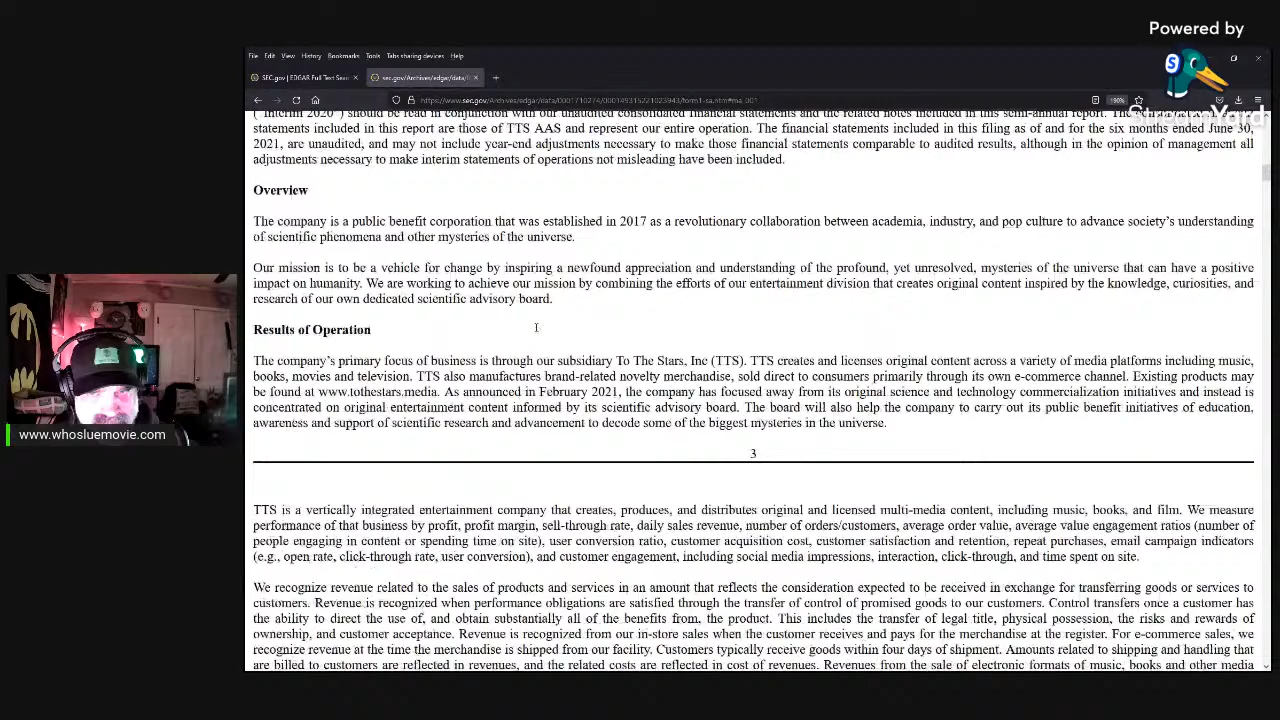 Powered by
StreamYard
File Edit View History Bookmarks Tools Tabs sharing devices Help
SEC.gov | EDGAR Full Text Sear
sec.gov/Archives/edgar/data/
https://www.sec.gov/Archives/edgar/data/0001710274/000149315221023943/form1-sa.htm#ma_001
190%
("Interim 2020") should be read in conjunction with our unaudited consolidated financial statements and the related notes included in this semi-annual report. The
statements included in this report are those of TTS AAS and represent our entire operation. The financial statements included in this filing as of and for the six months ended June 30,
2021, are unaudited, and may not include year-end adjustments necessary to make those financial statements comparable to audited results, although in the opinion of management all
adjustments necessary to make interim statements of operations not misleading have been included.
Overview
The company is a public benefit corporation that was established in 2017 as a revolutionary collaboration between academia, industry, and pop culture to advance society's understanding
of scientific phenomena and other mysteries of the universe.
Our mission is to be a vehicle for change by inspiring a newfound appreciation and understanding of the profound, yet unresolved, mysteries of the universe that can have a positive
impact on humanity. We are working to achieve our mission by combining the efforts of our entertainment division that creates original content inspired by the knowledge, curiosities, and
research of our own dedicated scientific advisory board.
Results of Operation
The company's primary focus of business is through our subsidiary To The Stars, Inc (TTS). TTS creates and licenses original content across a variety of media platforms including music,
books, movies and television. TTS also manufactures brand-related novelty merchandise, sold direct to consumers primarily through its own e-commerce channel. Existing products may
be found at www.tothestars.media. As announced in February 2021, the company has focused away from its original science and technology commercialization initiatives and instead is
concentrated on original entertainment content informed by its scientific advisory board. The board will also help the company to carry out its public benefit initiatives of education,
awareness and support of scientific research and advancement to decode some of the biggest mysteries in the universe.
3
TTS is a vertically integrated entertainment company that creates, produces, and distributes original and licensed multi-media content, including music, books, and film. We measure
performance of that business by profit, profit margin, sell-through rate, daily sales revenue, number of orders/customers, average order value, average value engagement ratios (number of
people engaging in content or spending time on site), user conversion ratio, customer acquisition cost, customer satisfaction and retention, repeat purchases, email campaign indicators
(e.g., open rate, click-through rate, user conversion), and customer engagement, including social media impressions, interaction, click-through, and time spent on site.
We recognize revenue related to the sales of products and services in an amount that reflects the consideration expected to be received in exchange for transferring goods or services to
customers. Revenue is recognized when performance obligations are satisfied through the transfer of control of promised goods to our customers. Control transfers once a customer has
the ability to direct the use of, and obtain substantially all of the benefits from, the product. This includes the transfer of legal title, physical possession, the risks and rewards of
ownership, and customer acceptance. Revenue is recognized from our in-store sales when the customer receives and pays for the merchandise at the register. For e-commerce sales, we
recognize revenue at the time the merchandise is shipped from our facility. Customers typically receive goods within four days of shipment. Amounts related to shipping and handling that
are billed to customers are reflected in revenues, and the related costs are reflected in cost of revenues. Revenues from the sale of electronic formats of music, books and other media
www.whosluemovie.com